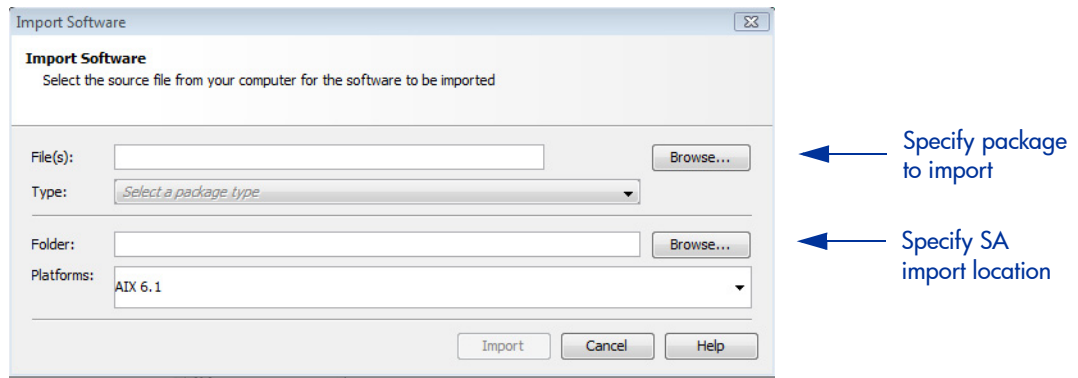 Import Software
Import Software
Select the source file from your computer for the software to be imported
File(s):
Browse...
Specify package
to import
Type:
Select a package type
Folder:
Browse...
Specify SA
import location
Platforms:
AIX 6.1
Import
Cancel
Help